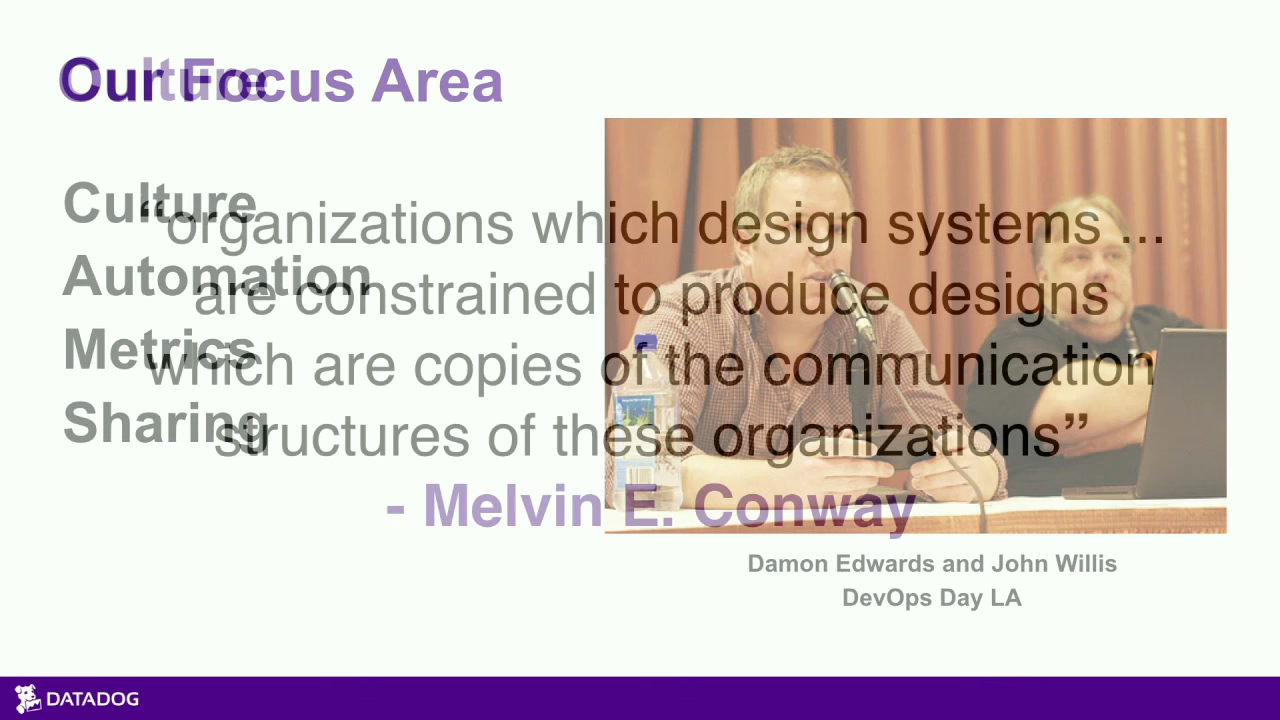 Our Focus Area
Culture
Culture
Automation
Metrics
Sharing
“organizations which design systems ...
are constrained to produce designs
which are copies of the communication
structures of these organizations”
- Melvin E. Conway
Damon Edwards and John Willis
DevOps Day LA
DATADOG